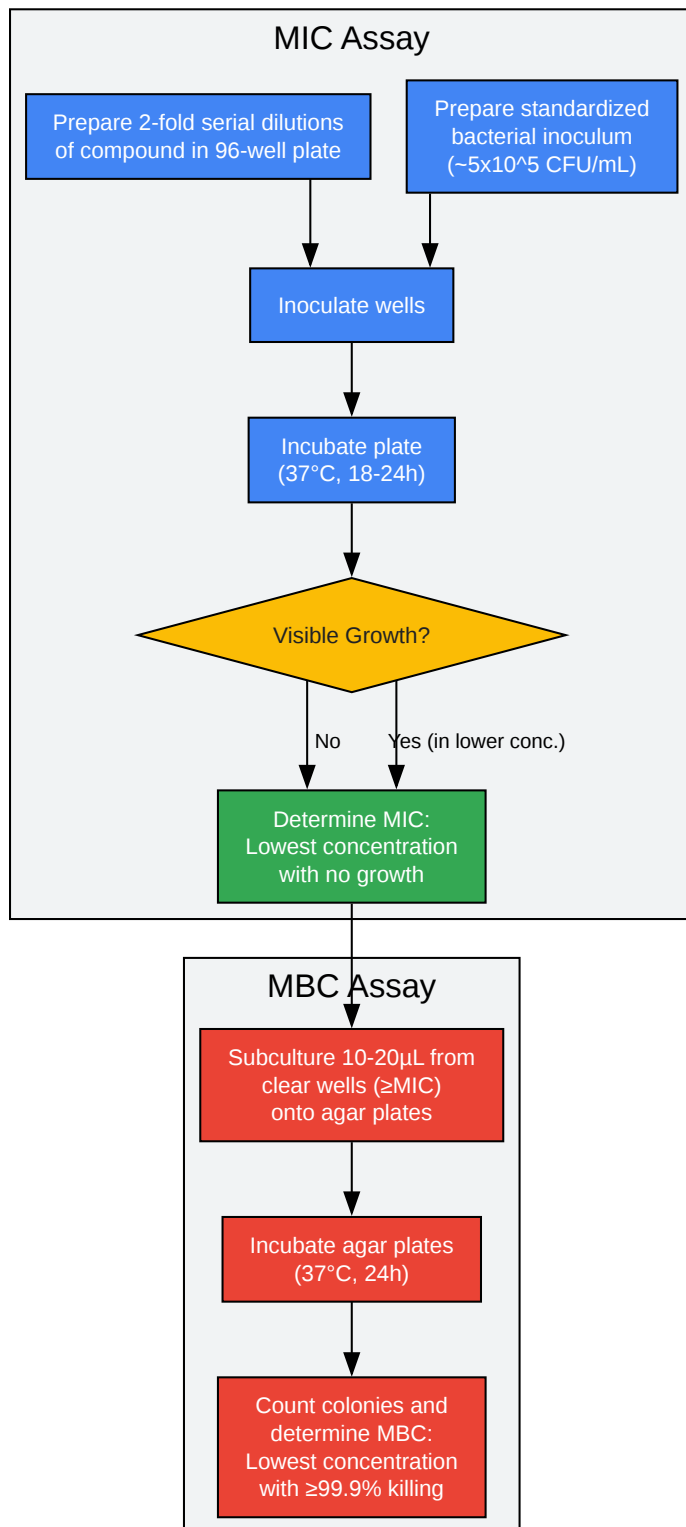 MIC Assay
Prepare 2-fold serial dilutions
of compound in 96-well plate
Prepare standardized
bacterial inoculum
(~5x10^5 CFU/mL)
Inoculate wells
Incubate plate
(37°C, 18-24h)
Visible Growth?
No
Yes (in lower conc.)
Determine MIC:
Lowest concentration
with no growth
MBC Assay
Subculture 10-20µL from
clear wells (≥MIC)
onto agar plates
Incubate agar plates
(37°C, 24h)
Count colonies and
determine MBC:
Lowest concentration
with ≥99.9% killing